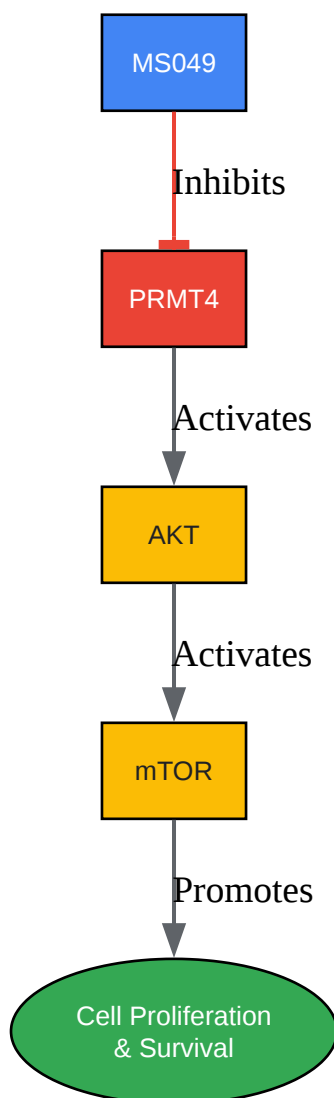 MS049
Inhibits
PRMT4
Activates
AKT
Activates
mTOR
Promotes
Cell Proliferation
& Survival